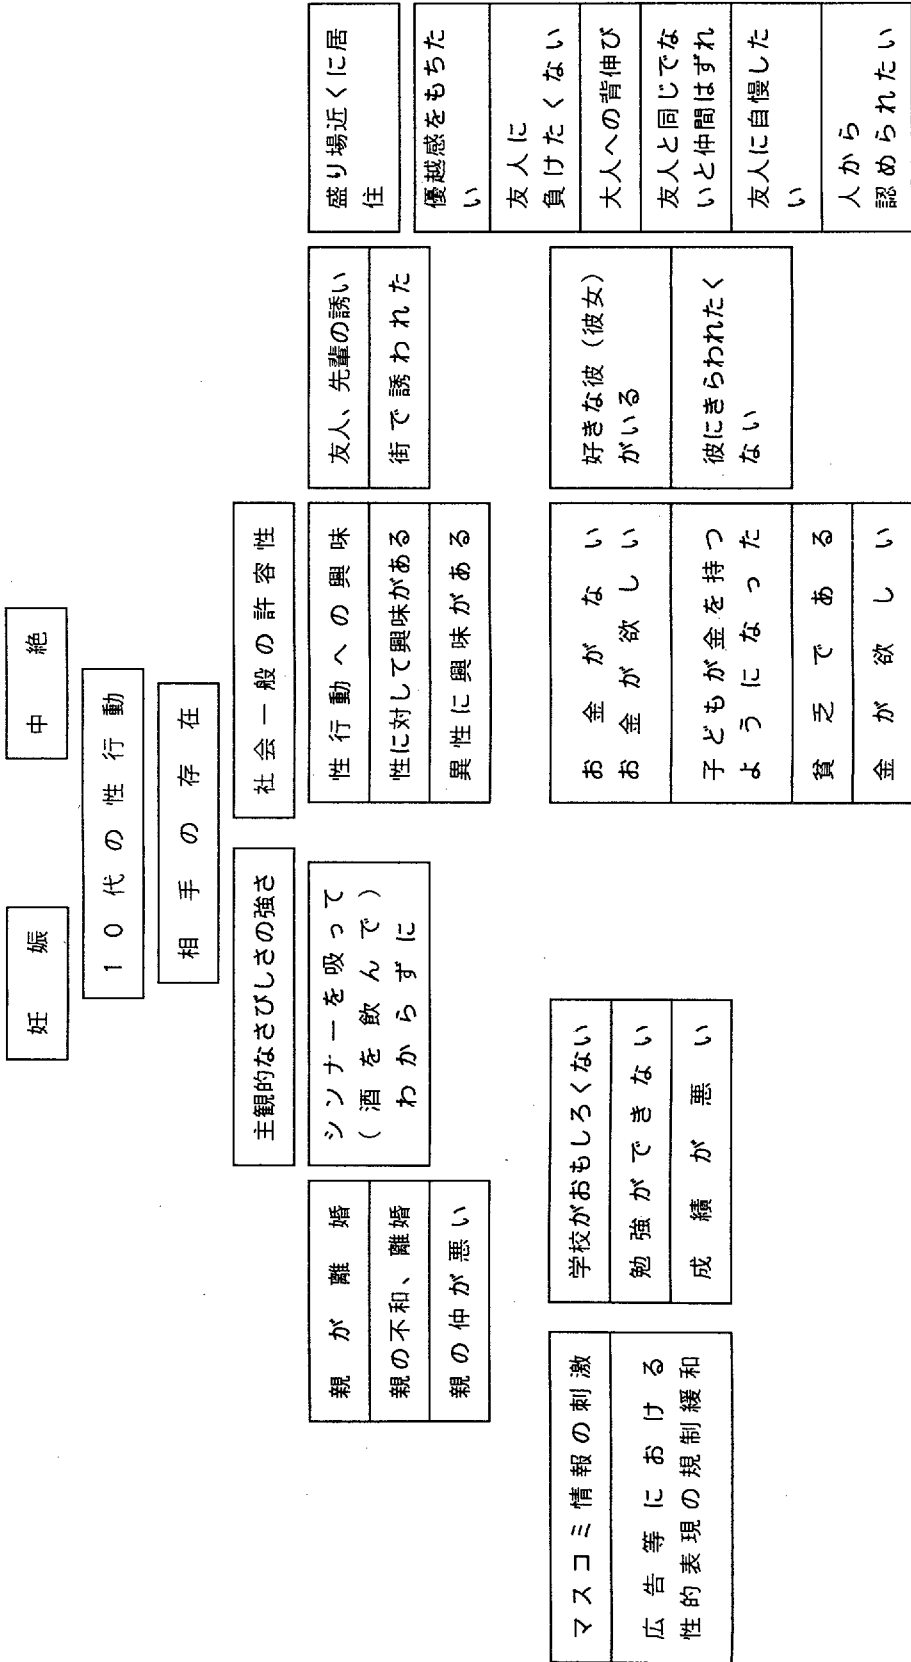 妊娠
中絶
10代の性行動
相手の存在
主観的なさびしさの強さ
社会一般の許容性
親が離婚
親の不和、離婚
親の仲が悪い
シンナーを吸って
(酒を飲んで)
わからずに
性行動への興味
性に対して興味がある
異性に興味がある
友人、先輩の誘い
街で誘われた
盛り場近くに居
住
優越感をもちた
い
友人に
負けたくない
大人への背伸び
友人と同じでな
いと仲間はずれ
友人に自慢した
い
人から
認められたい
マスコミ情報の刺激
広告等における
性的表現の規制緩和
学校がおもしろくない
勉強ができない
成績が悪い
お金がない
お金が欲しい
子どもが金を持つ
ようになった
貧乏である
金が欲しい
好きな彼(彼女)
がいる
彼にきらわれたく
ない